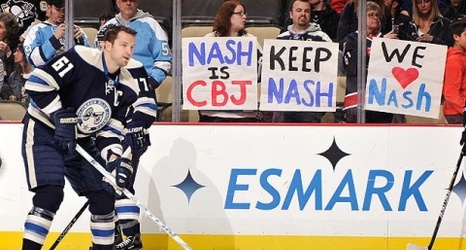 NASH
IS
CBJ
KEEP
NASH
WE
Nash
61
C
ESMARK